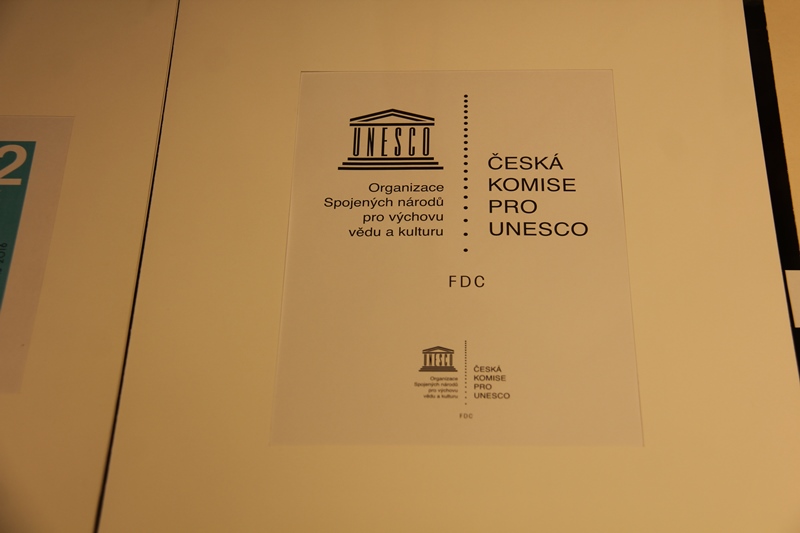 2
2016
UNESCO
Organizace
Spojených národů
pro výchovu
vědu a kulturu
ČESKÁ
KOMISE
PRO
UNESCO
FDC
UNESCO
Organizace
Spojených národů
pro výchovu
vědu a kulturu
ČESKÁ
KOMISE
PRO
UNESCO
FDC